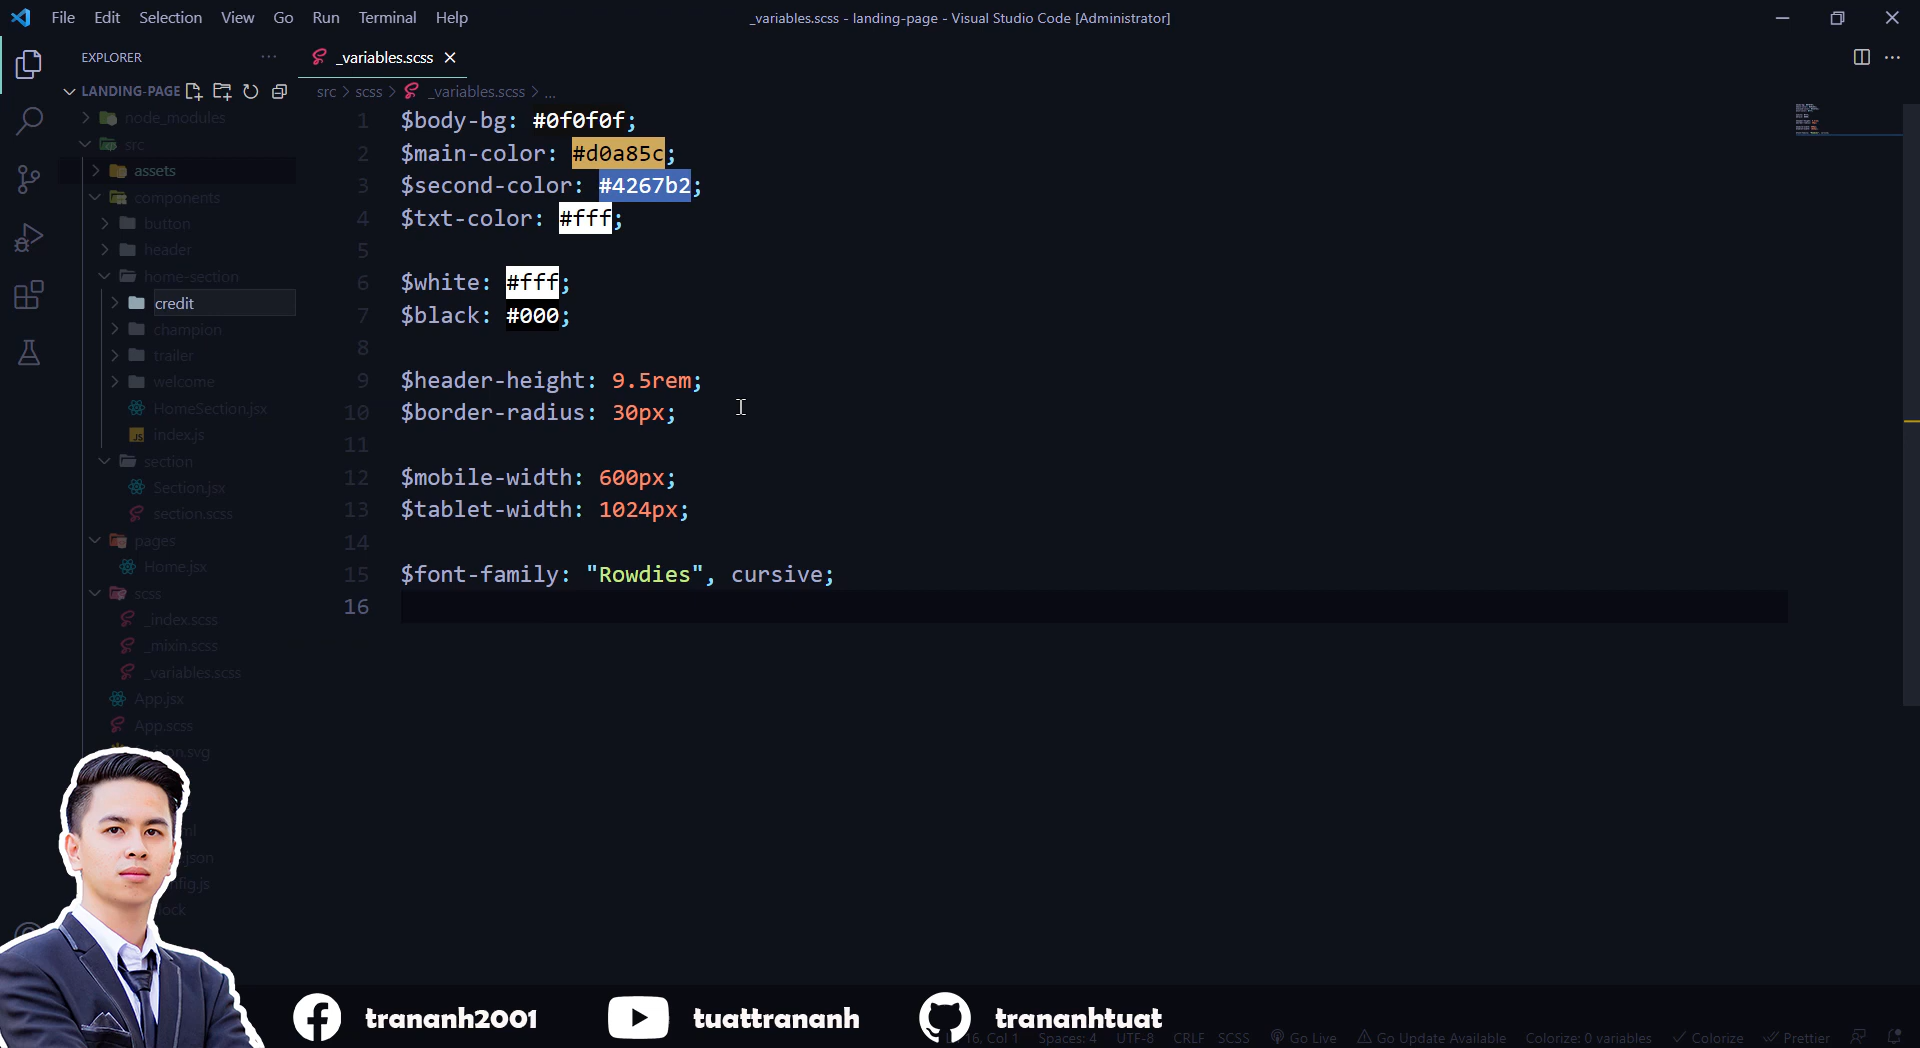 File Edit Selection View Go Run Terminal Help
_variables.scss - landing-page - Visual Studio Code [Administrator]
EXPLORER
_variables.scss
LANDING-PAGE
src > scss > _variables.scss > ...
node_modules
src
assets
components
button
header
home-section
credit
champion
trailer
welcome
HomeSection.jsx
index.js
section
Section.jsx
section.scss
pages
Home.jsx
scss
_index.scss
_mixin.scss
_variables.scss
App.jsx
App.scss
1 $body-bg: #0f0f0f;
2 $main-color: #d0a85c;
3 $second-color: #4267b2;
4 $txt-color: #fff;
5
6 $white: #fff;
7 $black: #000;
8
9 $header-height: 9.5rem;
10 $border-radius: 30px;
11
12 $mobile-width: 600px;
13 $tablet-width: 1024px;
14
15 $font-family: "Rowdies", cursive;
16
trananh2001
tuattrananh
trananhtuat
Ln 16, Col 1 Spaces: 4 UTF-8 CRLF SCSS Go Live Go Update Available Colorize: 0 variables Colorize Prettier